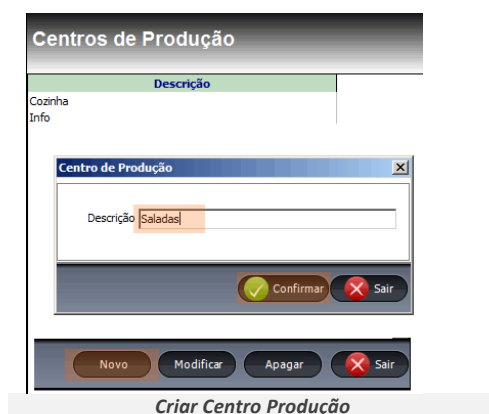 Centros de Produção
Descrição
Cozinha
Info
Centro de Produção
Descrição Saladas
Confirmar Sair
Novo Modificar Apagar Sair
Criar Centro Produção